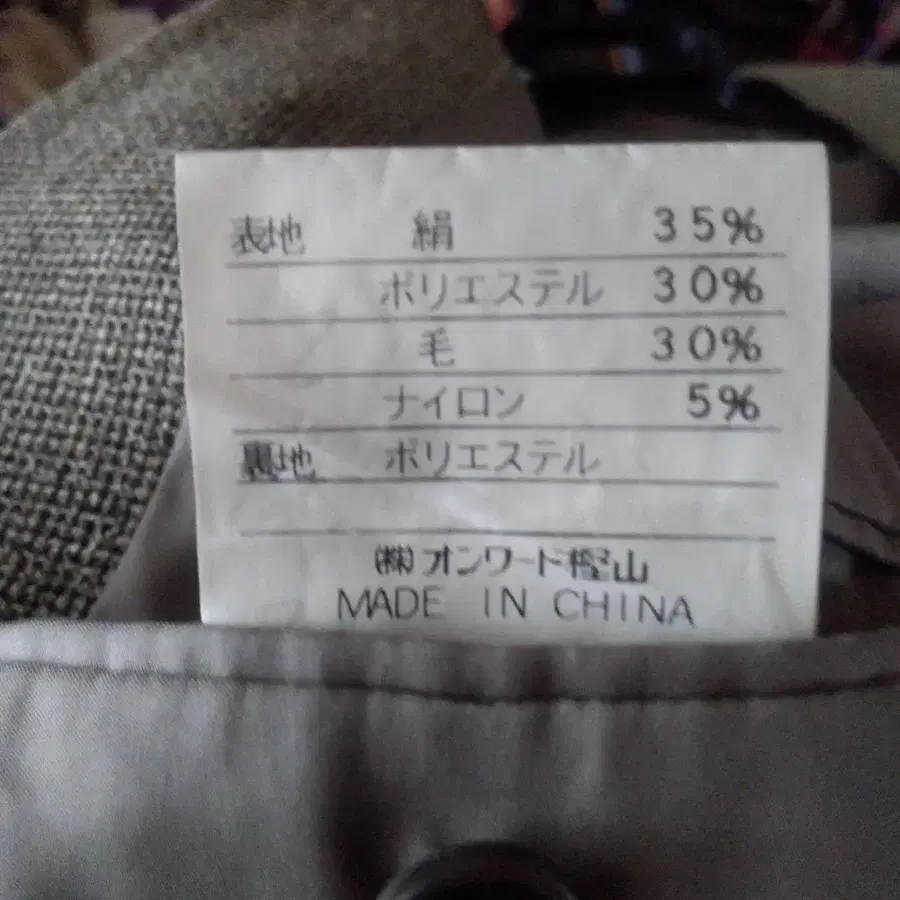 表地 絹 35%
ポリエステル 30%
毛 30%
ナイロン 5%
裏地 ポリエステル
㈱オンワード樫山
MADE IN CHINA